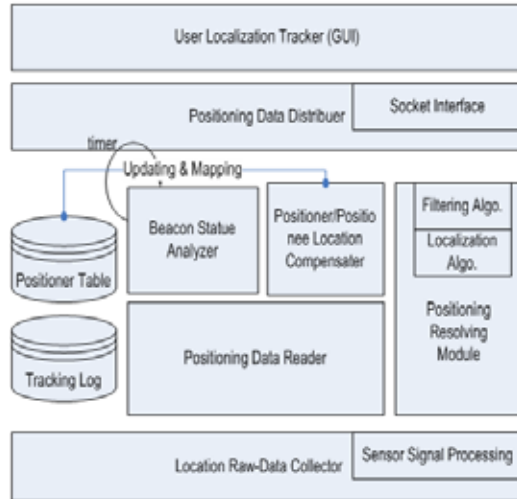 User Localization Tracker (GUI)
Positioning Data Distribuer
Socket Interface
timer
Updating & Mapping
Positioner Table
Beacon Statue
Analyzer
Positioner/Positio
nee Location
Compensater
Filtering Algo.
Localization
Algo.
Positioning
Resolving
Module
Tracking Log
Positioning Data Reader
Location Raw-Data Collector
Sensor Signal Processing